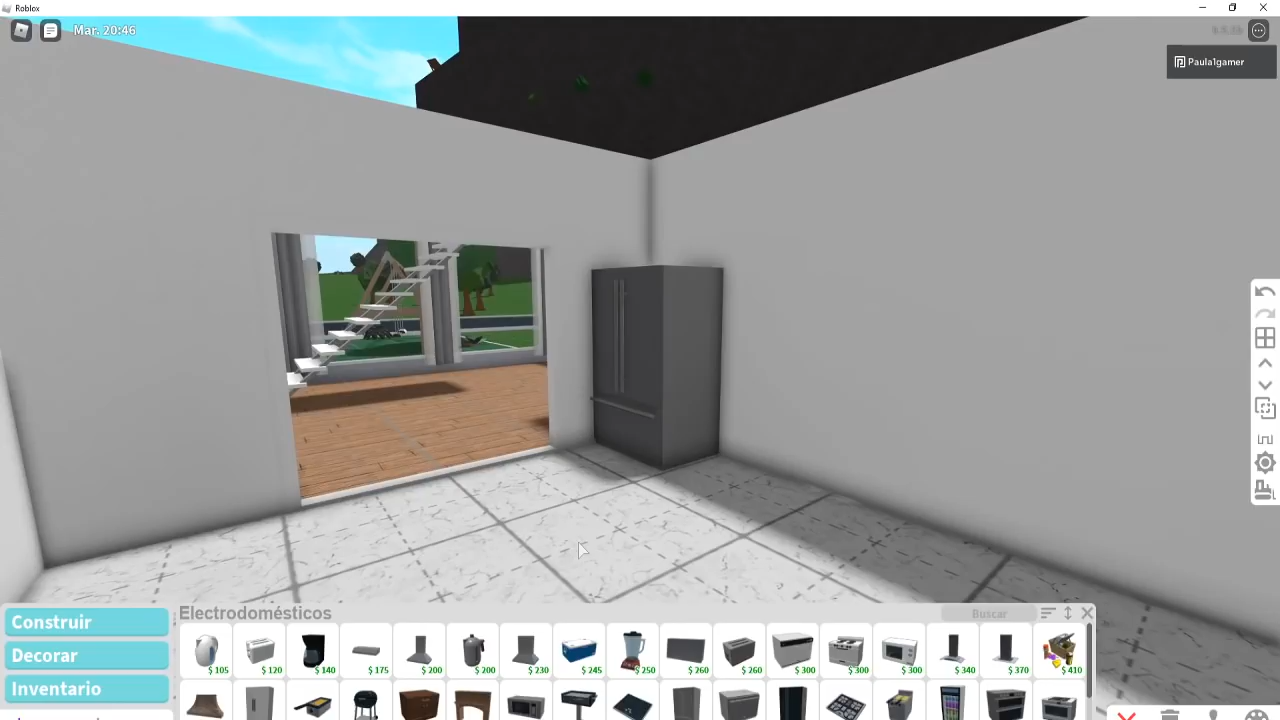 Roblox
Mar. 20:46
Paula1gamer
Construir
Decorar
Inventario
Electrodomésticos
Buscar
$ 105
$ 120
$ 140
$ 175
$ 200
$ 200
$ 230
$ 245
$ 250
$ 260
$ 260
$ 300
$ 300
$ 300
$ 340
$ 370
$ 410